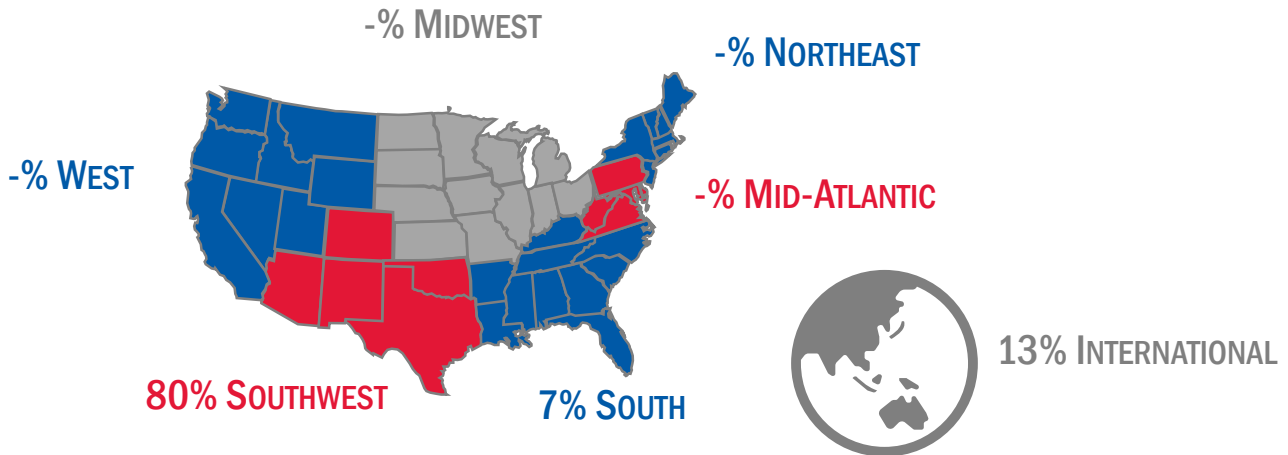 -% MIDWEST
-% NORTHEAST
-% WEST
-% MID-ATLANTIC
13% INTERNATIONAL
80% SOUTHWEST
7% SOUTH